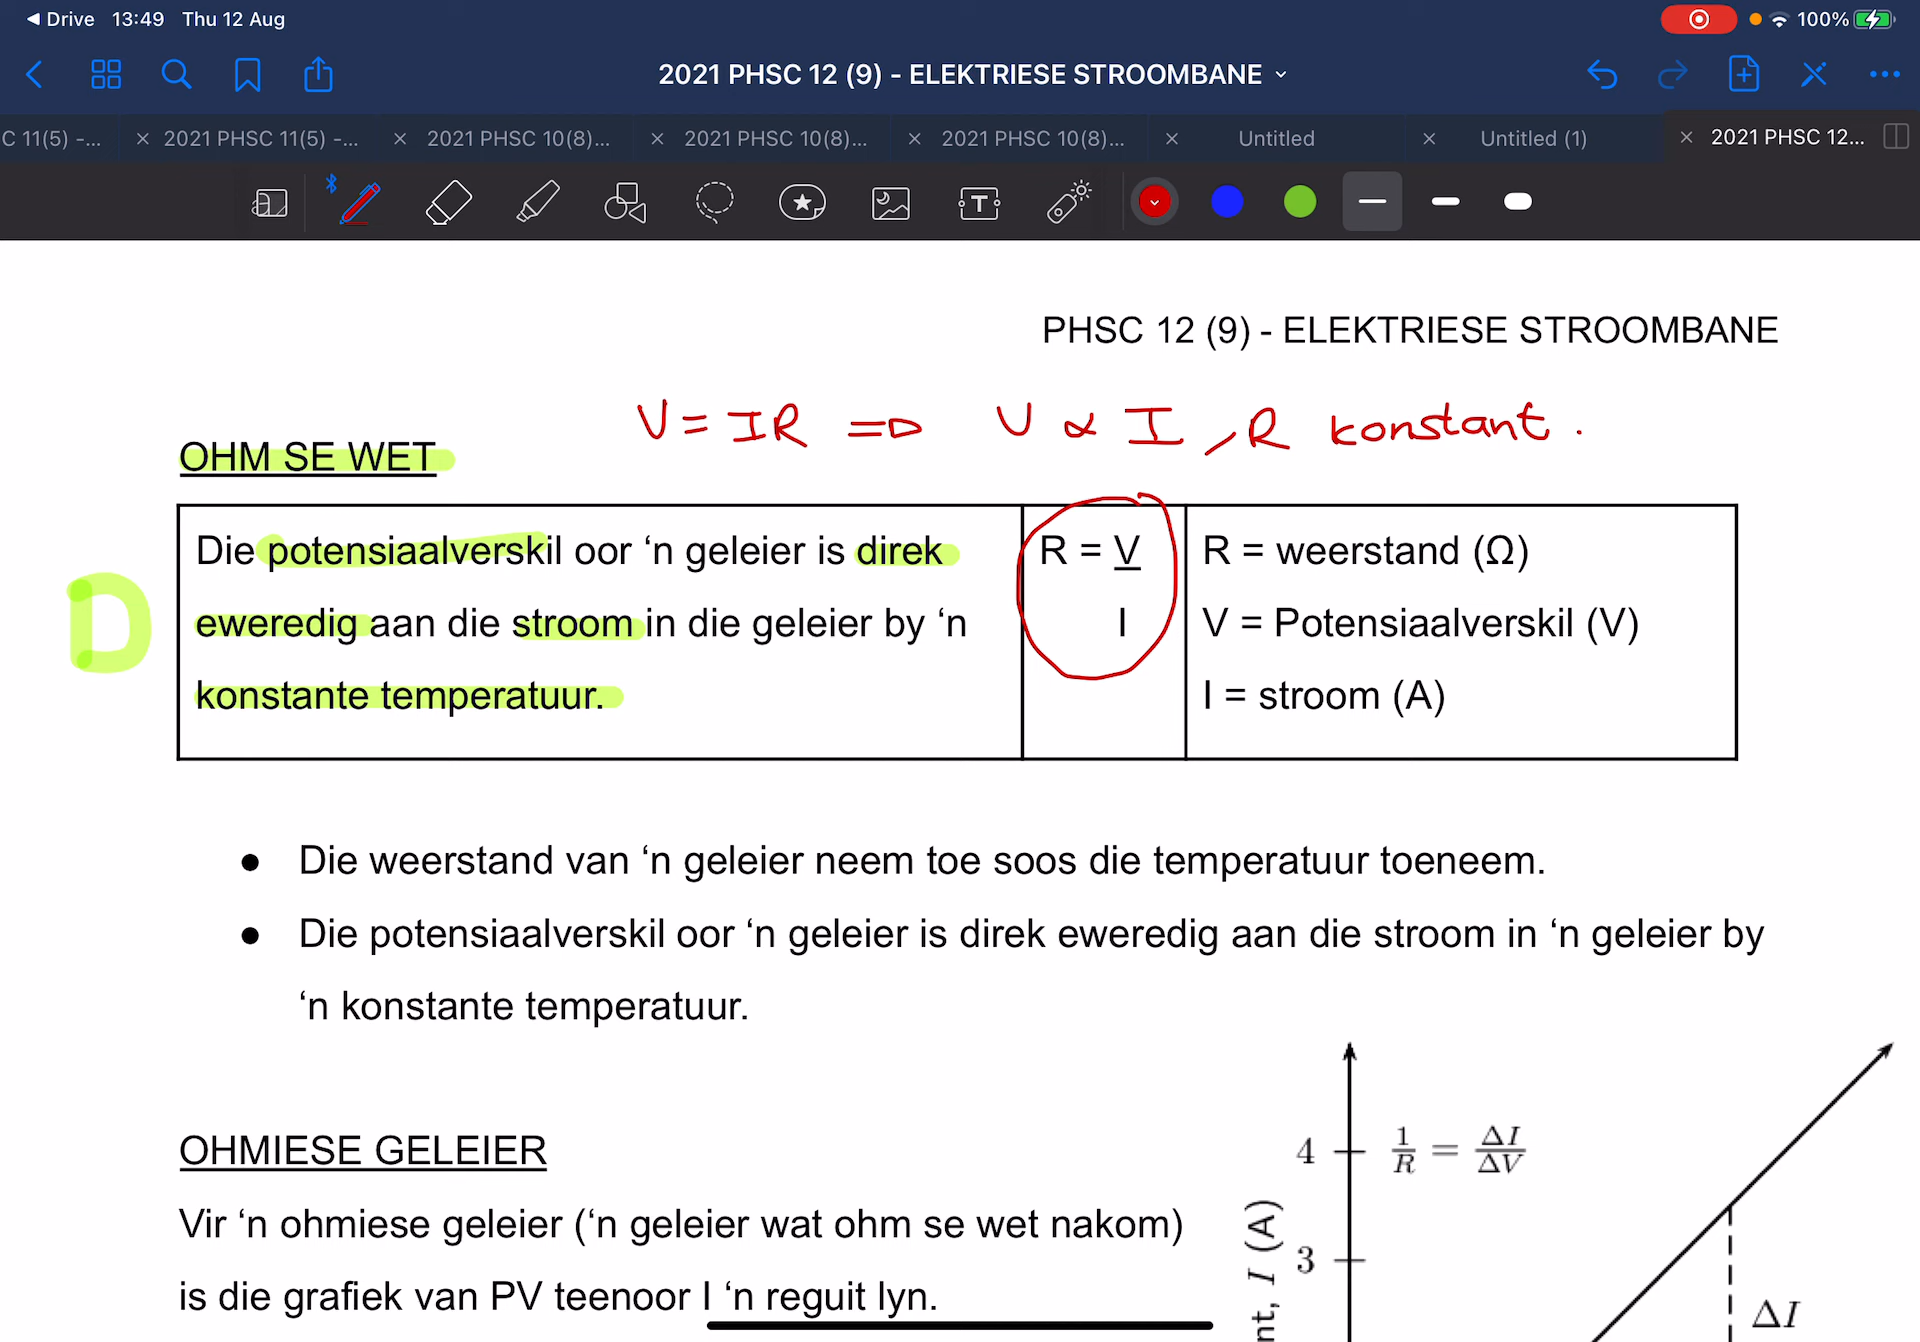 Drive 13:49 Thu 12 Aug 100%
2021 PHSC 12 (9) - ELEKTRIESE STROOMBANE
C 11(5) -... 2021 PHSC 11(5) -... 2021 PHSC 10(8)... 2021 PHSC 10(8)... 2021 PHSC 10(8)... Untitled Untitled (1) 2021 PHSC 12...
T
PHSC 12 (9) - ELEKTRIESE STROOMBANE
V = IR => V ∝ I, R konstant.
OHM SE WET
D
Die potensiaalverskil oor ‘n geleier is direk
eweredig aan die stroom in die geleier by ‘n
konstante temperatuur.
R = V
I
R = weerstand (Ω)
V = Potensiaalverskil (V)
I = stroom (A)
Die weerstand van ‘n geleier neem toe soos die temperatuur toeneem.
Die potensiaalverskil oor ‘n geleier is direk eweredig aan die stroom in ‘n geleier by
‘n konstante temperatuur.
OHMIESE GELEIER
Vir ‘n ohmiese geleier (‘n geleier wat ohm se wet nakom)
is die grafiek van PV teenoor I ‘n reguit lyn.
4
1/R = ΔI/ΔV
3
nt, I (A)
ΔI